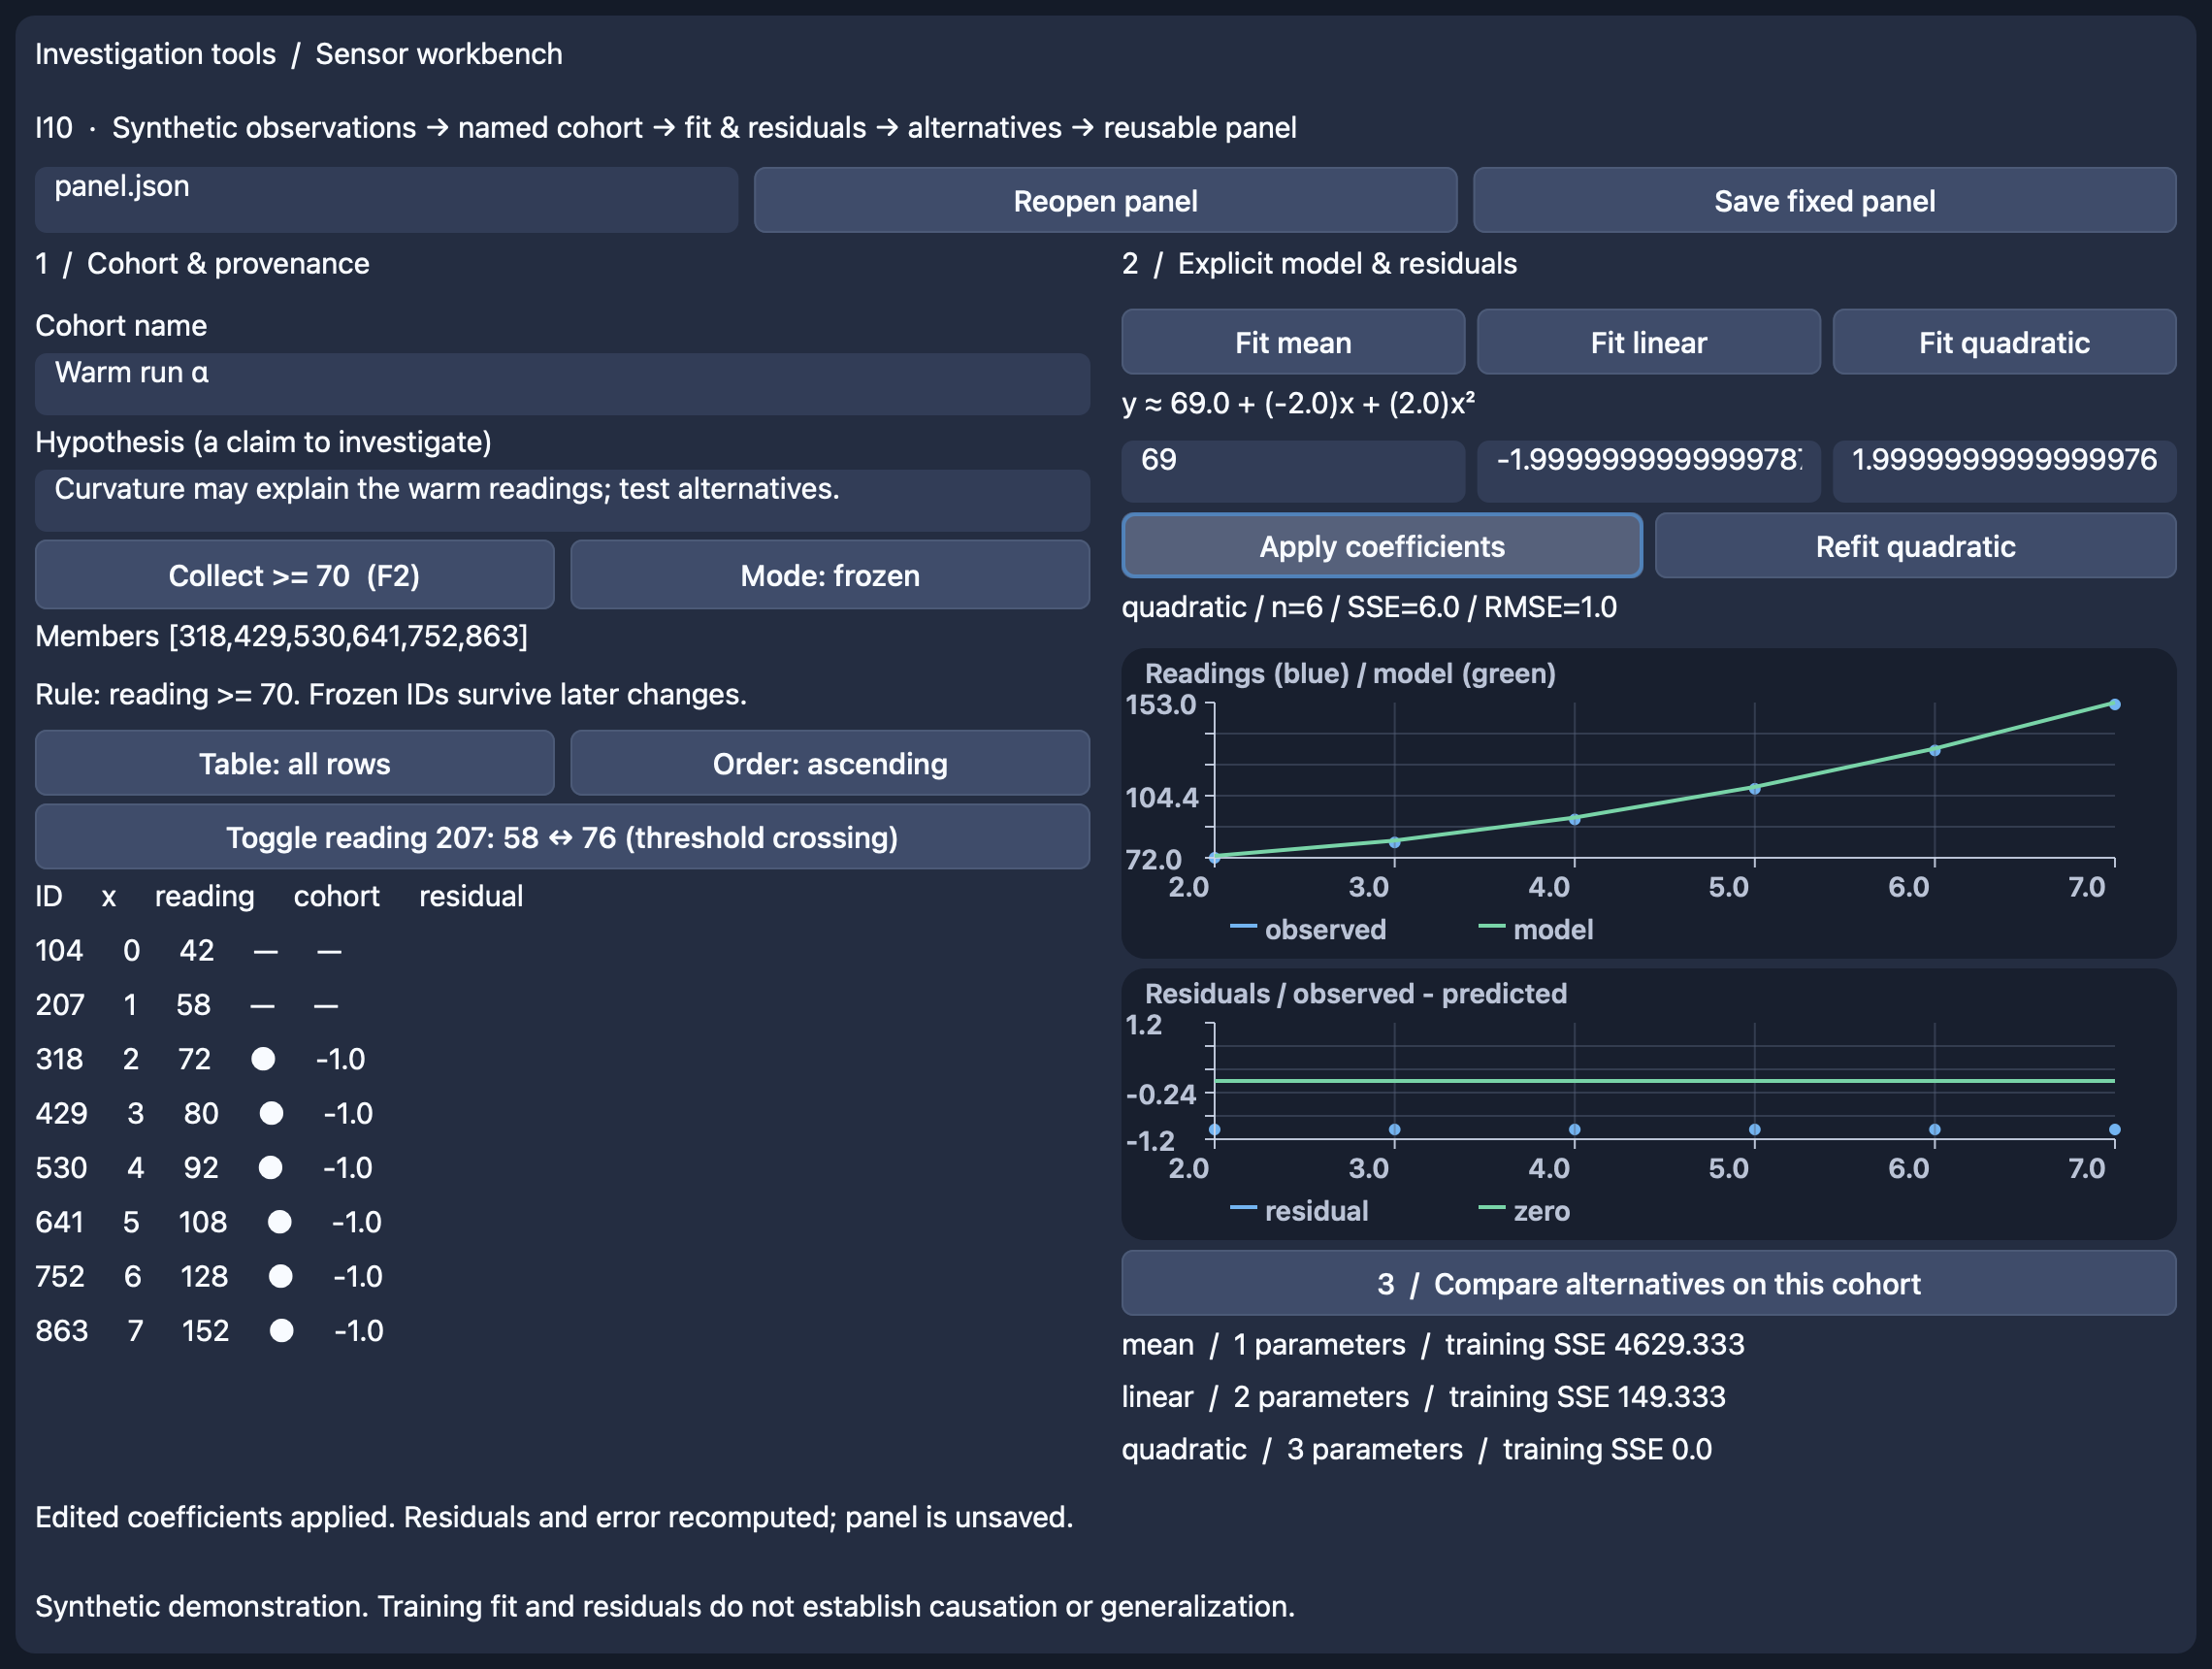 Investigation tools / Sensor workbench
I10 · Synthetic observations → named cohort → fit & residuals → alternatives → reusable panel
panel.json
Reopen panel
Save fixed panel
1 / Cohort & provenance
Cohort name
Warm run α
Hypothesis (a claim to investigate)
Curvature may explain the warm readings; test alternatives.
Collect >= 70 (F2)
Mode: frozen
Members [318,429,530,641,752,863]
Rule: reading >= 70. Frozen IDs survive later changes.
Table: all rows
Order: ascending
Toggle reading 207: 58 ↔ 76 (threshold crossing)
ID x reading cohort residual
104 0 42 — —
207 1 58 — —
318 2 72 ● -1.0
429 3 80 ● -1.0
530 4 92 ● -1.0
641 5 108 ● -1.0
752 6 128 ● -1.0
863 7 152 ● -1.0
2 / Explicit model & residuals
Fit mean
Fit linear
Fit quadratic
y ≈ 69.0 + (-2.0)x + (2.0)x²
69
-1.999999999999978
1.9999999999999976
Apply coefficients
Refit quadratic
quadratic / n=6 / SSE=6.0 / RMSE=1.0
Readings (blue) / model (green)
153.0
104.4
72.0
2.0 3.0 4.0 5.0 6.0 7.0
observed model
Residuals / observed - predicted
1.2
-0.24
-1.2
2.0 3.0 4.0 5.0 6.0 7.0
residual zero
3 / Compare alternatives on this cohort
mean / 1 parameters / training SSE 4629.333
linear / 2 parameters / training SSE 149.333
quadratic / 3 parameters / training SSE 0.0
Edited coefficients applied. Residuals and error recomputed; panel is unsaved.
Synthetic demonstration. Training fit and residuals do not establish causation or generalization.